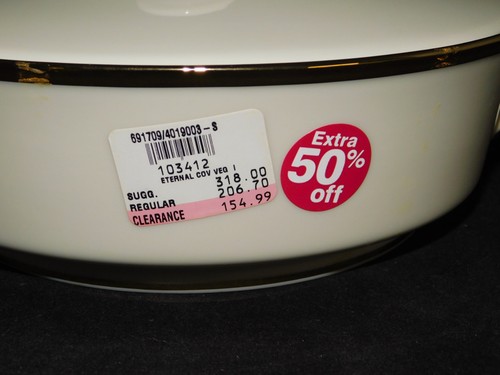 691709/4019003-S
103412
ETERNAL COV VEG I
SUGG. 318.00
REGULAR 206.70
CLEARANCE 154.99
Extra
50%
off